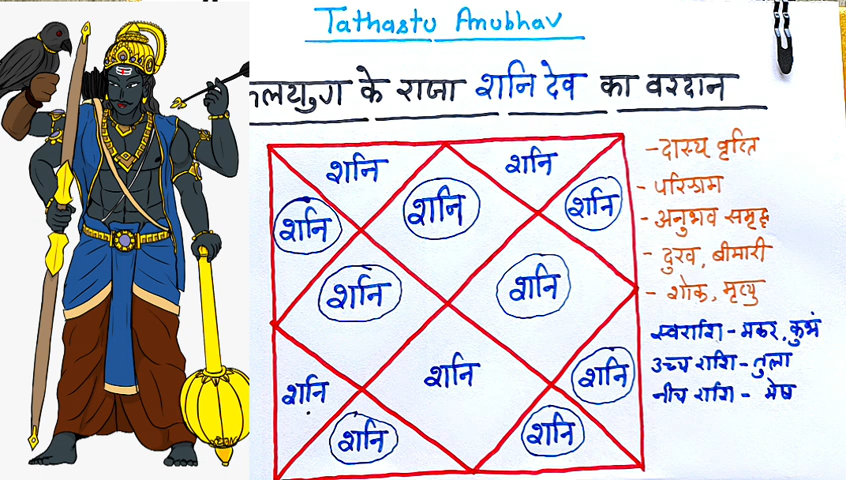 Tathastu Anubhav
कलयुग के राजा शनि देव का वरदान
शनि
शनि
शनि
शनि
शनि
शनि
शनि
शनि
शनि
शनि
शनि
शनि
- दास्य वृत्ति
- परिणाम
- अनुभव समृद्ध
- दुख, बीमारी
- शोक, मृत्यु
स्वराशि - मकर, कुंभ
उच्च राशि - तुला
नीच राशि - मेष